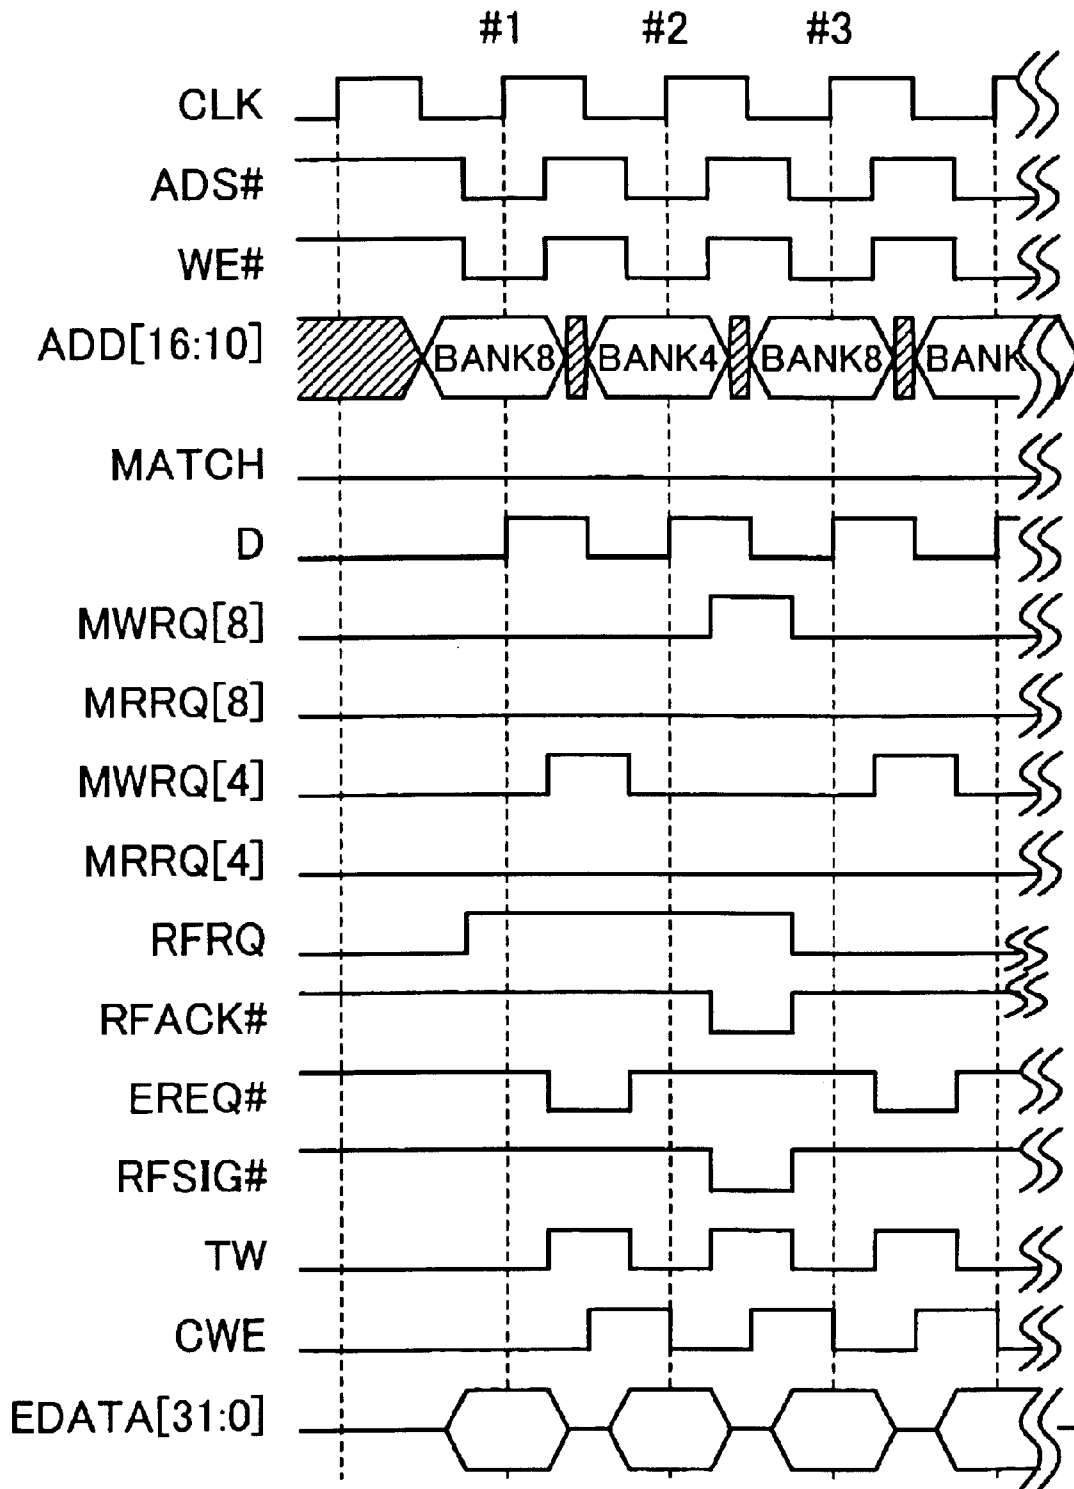 #1 #2 #3
CLK
ADS#
WE#
ADD[16:10] BANK8 BANK4 BANK8 BANK
MATCH
D
MWRQ[8]
MRRQ[8]
MWRQ[4]
MRRQ[4]
RFRQ
RFACK#
EREQ#
RFSIG#
TW
CWE
EDATA[31:0]